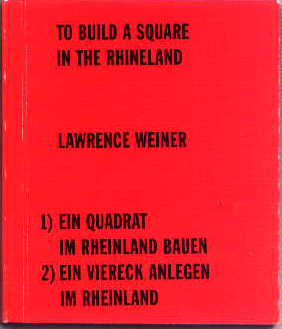 TO BUILD A SQUARE
IN THE RHINELAND
LAWRENCE WEINER
1) EIN QUADRAT
IM RHEINLAND BAUEN
2) EIN VIERECK ANLEGEN
IM RHEINLAND